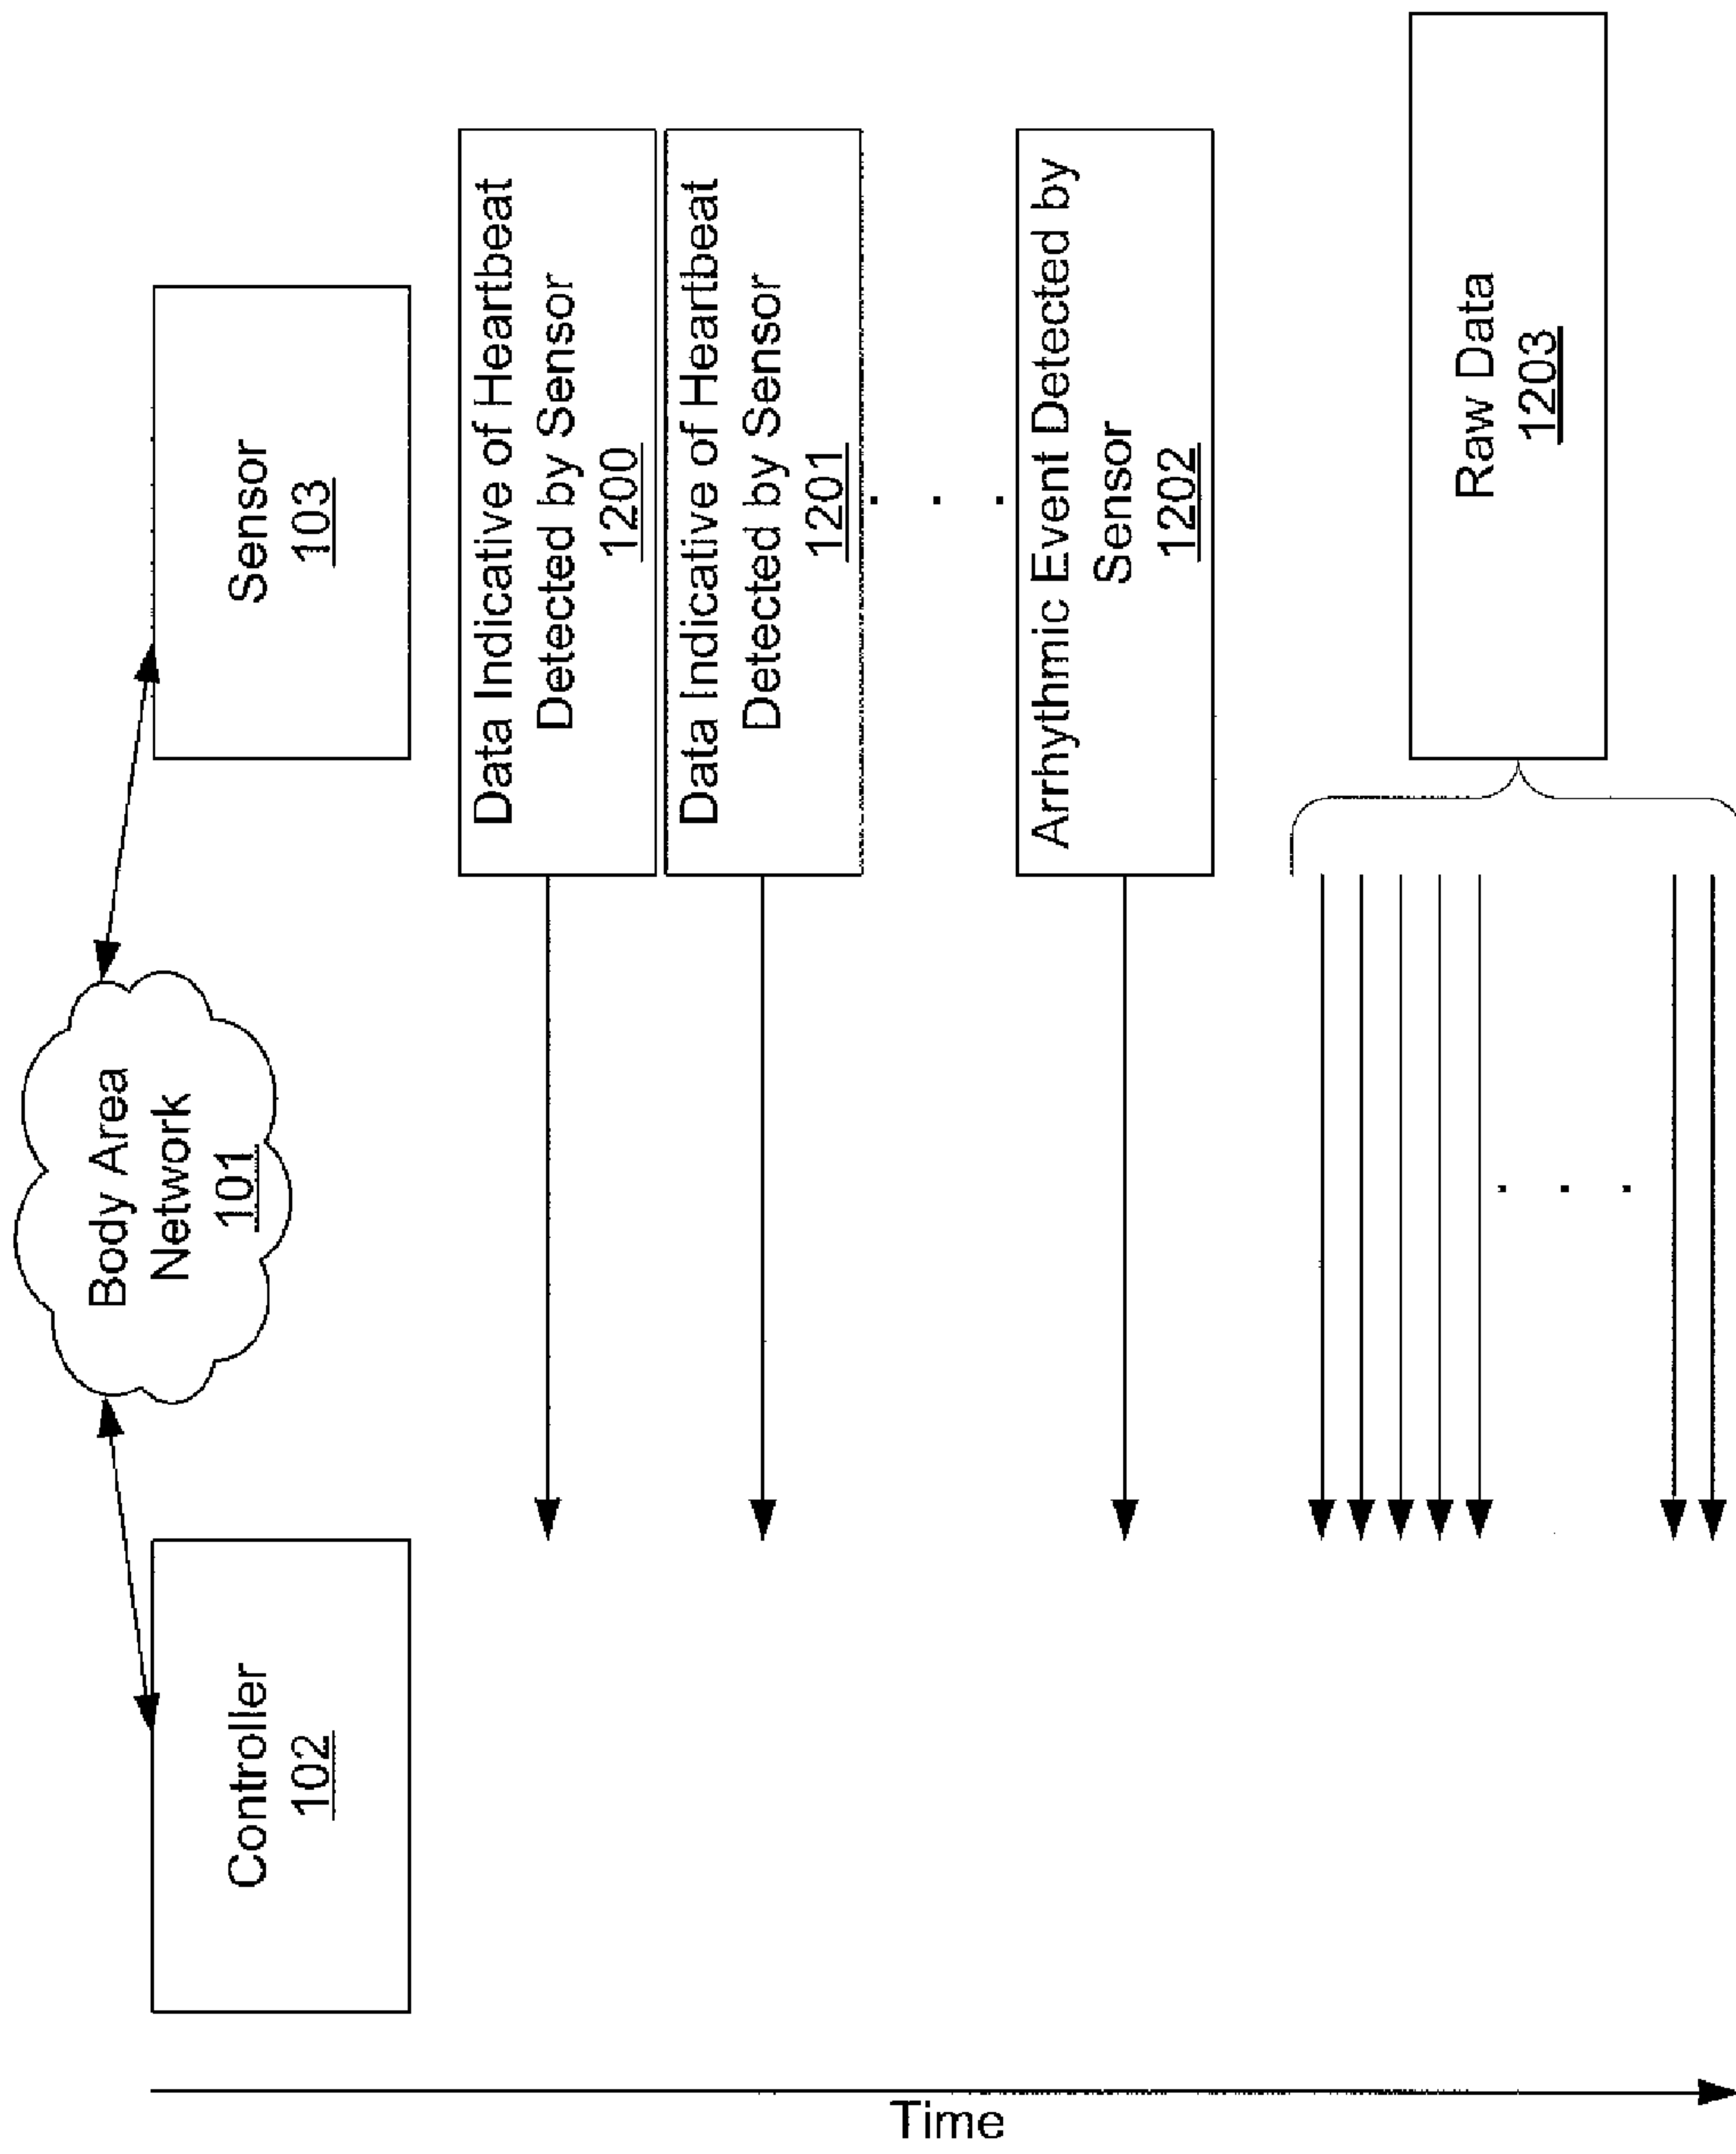 Body Area
Network
101
Controller
102
Sensor
103
Data Indicative of Heartbeat
Detected by Sensor
1200
Data Indicative of Heartbeat
Detected by Sensor
1201
Arrhythmic Event Detected by
Sensor
1202
Raw Data
1203
Time